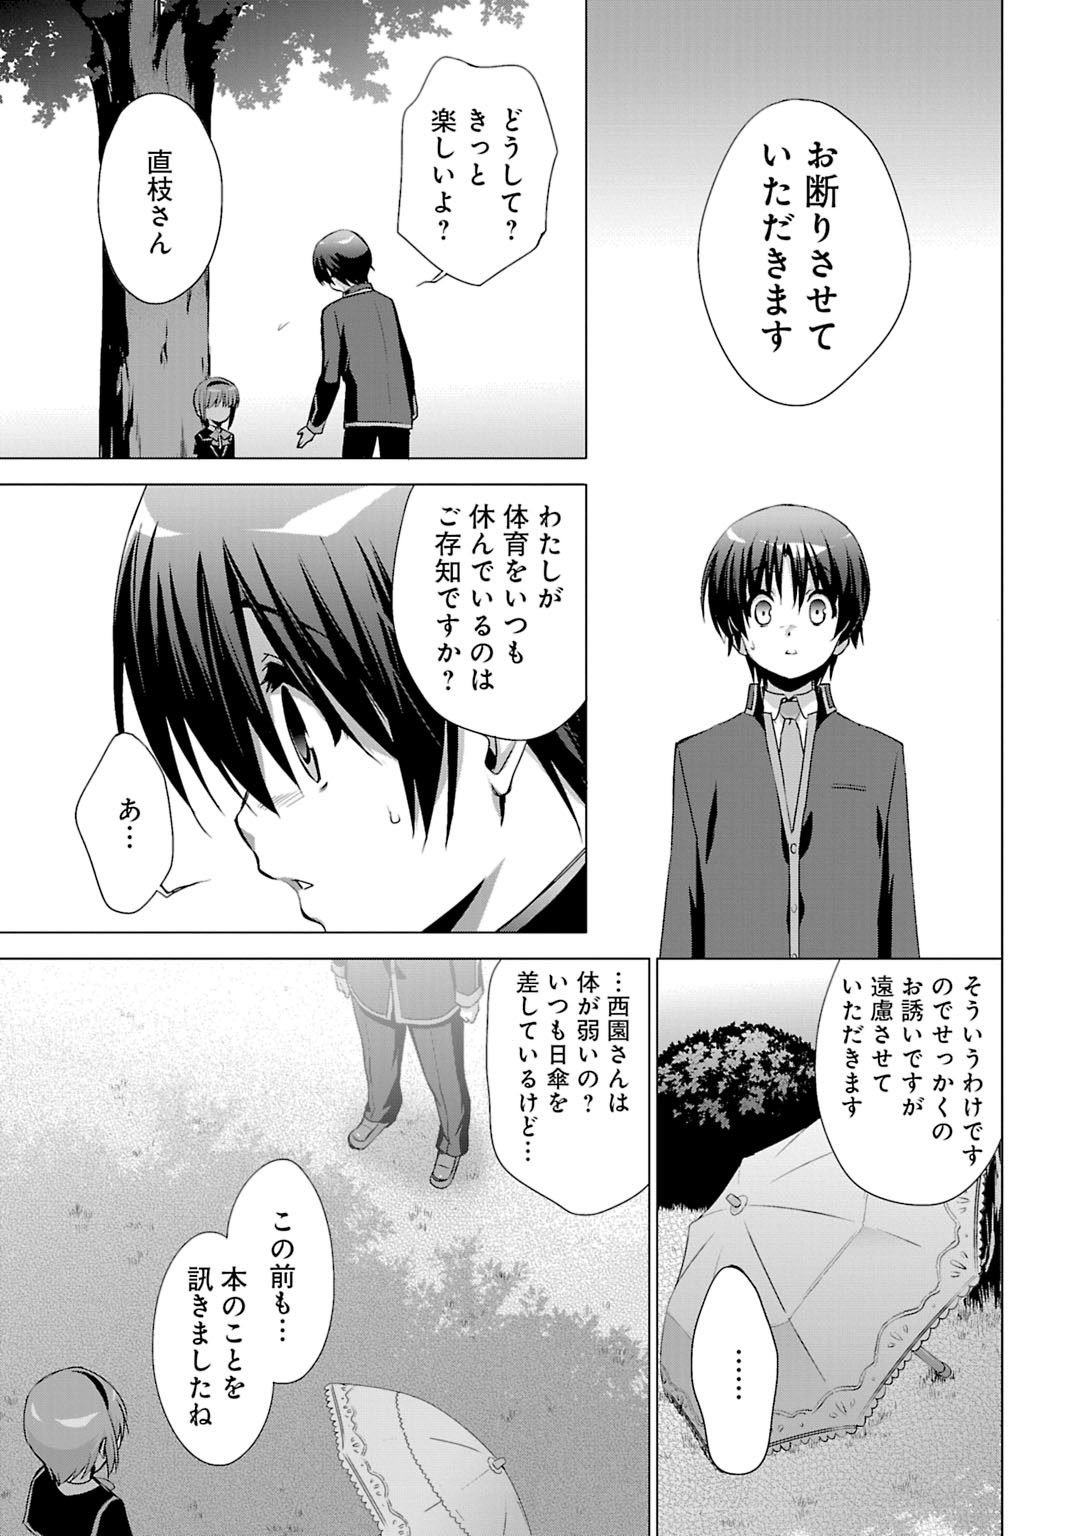 お断りさせて
いただきます
どうして？
きっと
楽しいよ？
直枝さん
わたしが
体育をいつも
休んでいるのは
ご存知ですか？
あ…
そういうわけです
のでせっかくの
お誘いですが
遠慮させて
いただきます
……
…西園さんは
体が弱いの？
いつも日傘を
差しているけど…
この前も…
本のことを
訊きましたね